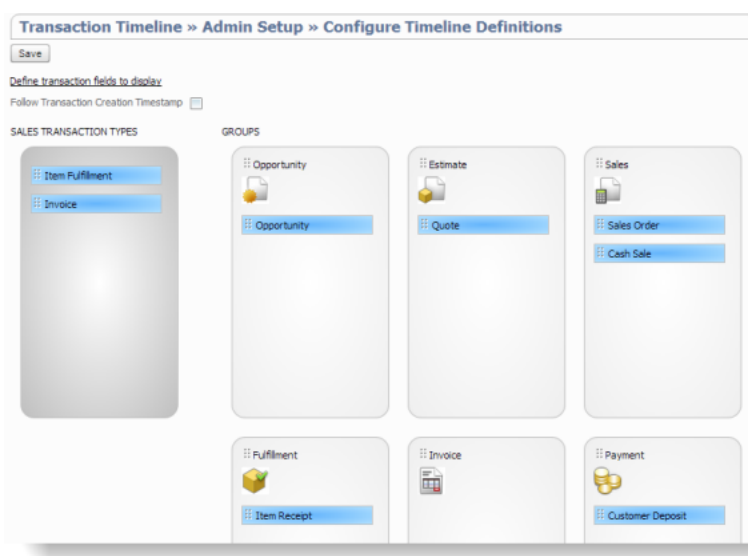 Transaction Timeline » Admin Setup » Configure Timeline Definitions
Save
Define transaction fields to display
Follow Transaction Creation Timestamp
SALES TRANSACTION TYPES
GROUPS
Item Fulfillment
Invoice
Opportunity
Opportunity
Estimate
Quote
Sales
Sales Order
Cash Sale
Fulfillment
Item Receipt
Invoice
Payment
Customer Deposit